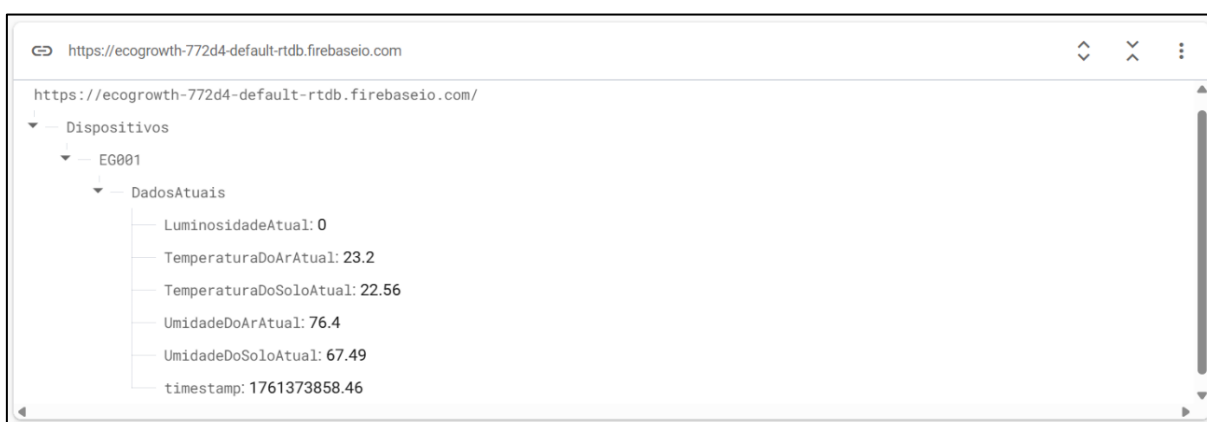 https://ecogrowth-772d4-default-rtdb.firebaseio.com
https://ecogrowth-772d4-default-rtdb.firebaseio.com/
Dispositivos
EG001
DadosAtuais
LuminosidadeAtual: 0
TemperaturaDoArAtual: 23.2
TemperaturaDoSoloAtual: 22.56
UmidadeDoArAtual: 76.4
UmidadeDoSoloAtual: 67.49
timestamp: 1761373858.46